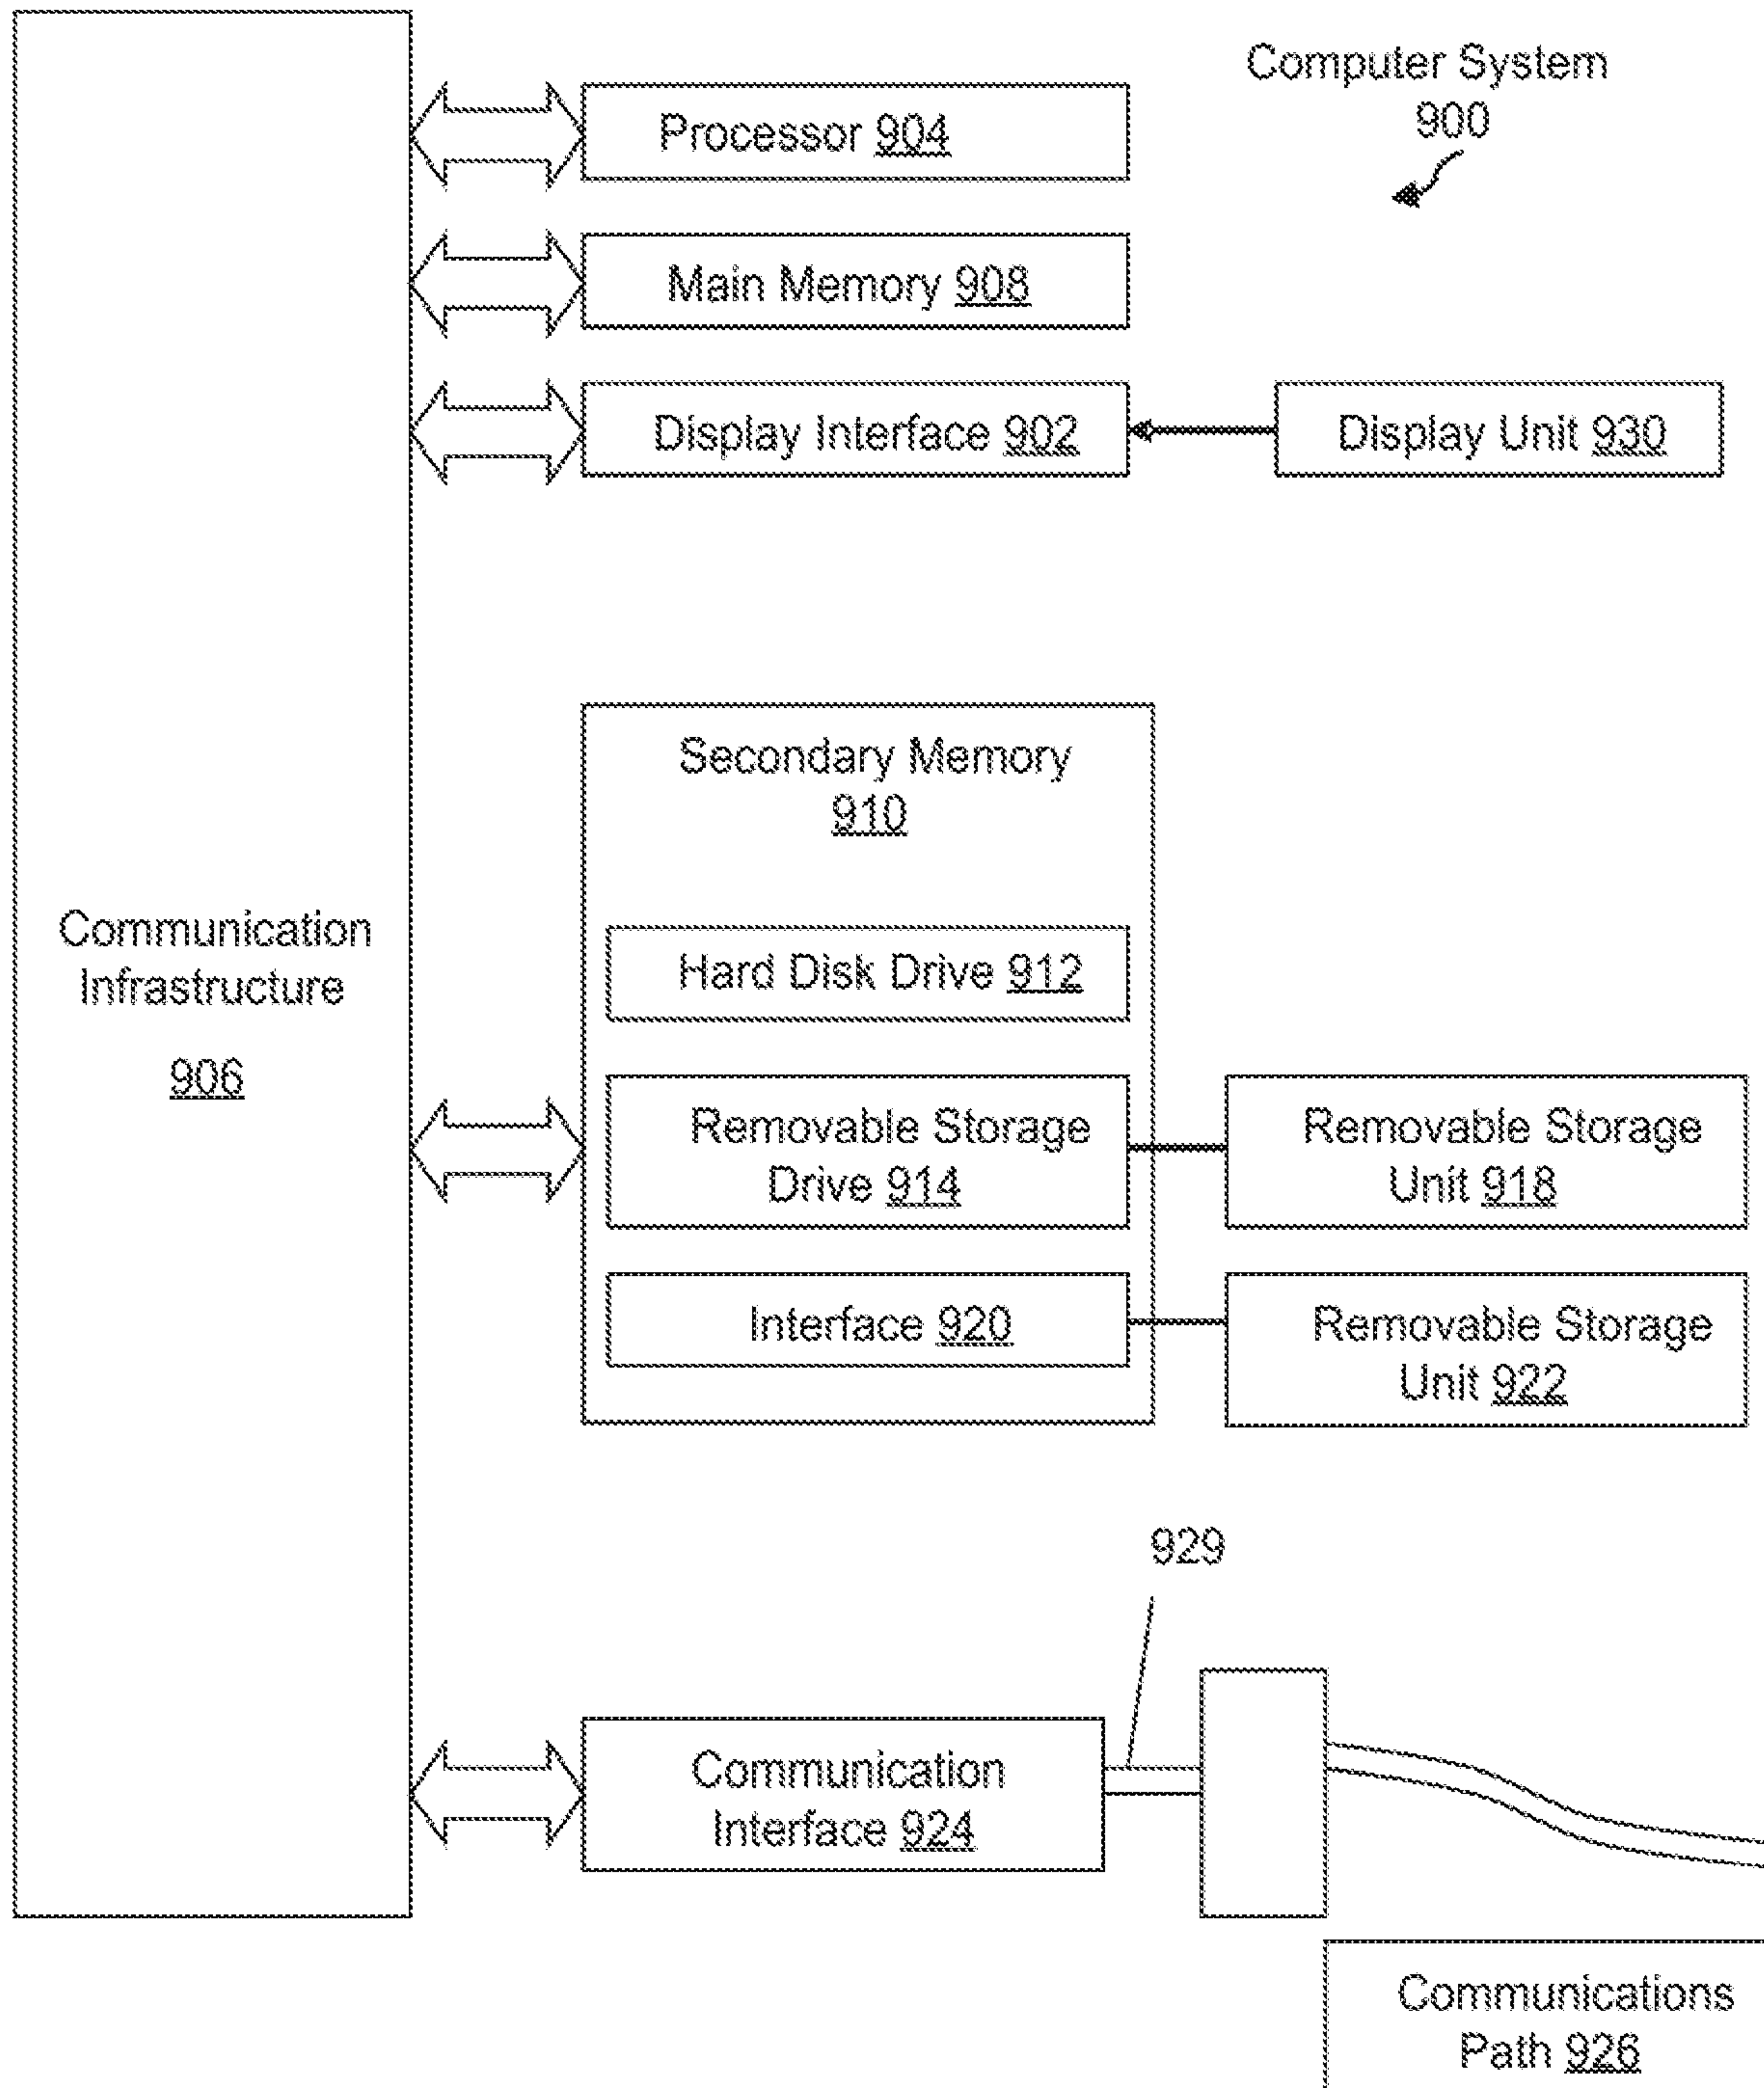 Computer System
900
Processor 904
Main Memory 908
Display Interface 902
Display Unit 930
Secondary Memory
910
Communication
Infrastructure
906
Hard Disk Drive 912
Removable Storage
Drive 914
Removable Storage
Unit 918
Interface 920
Removable Storage
Unit 922
929
Communication
Interface 924
Communications
Path 926